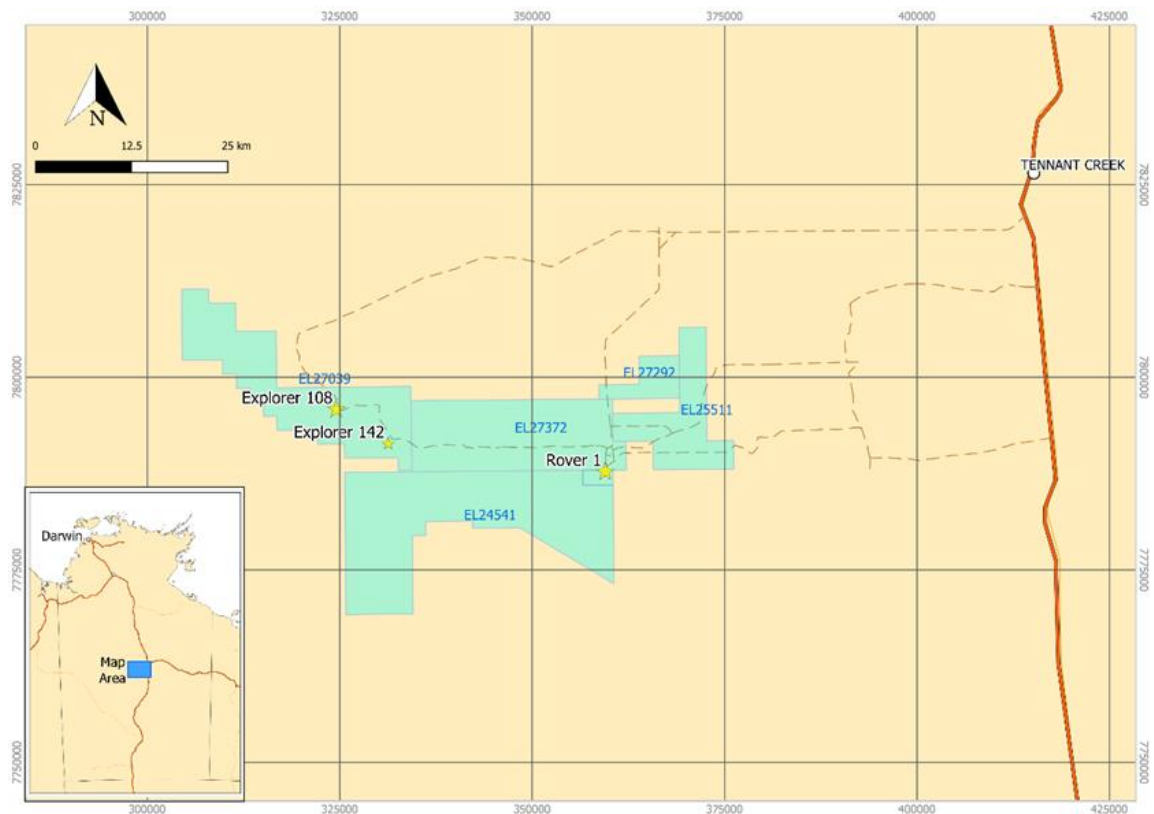 300000 325000 350000 375000 400000 425000
N
0 12.5 25 km
TENNANT CREEK
7825000 7825000
7800000 7800000
EL27292
EL27039
Explorer 108
EL25511
EL27372
Explorer 142
Rover 1
EL24541
Darwin
7775000 7775000
Map
Area
7750000 7750000
300000 325000 350000 375000 400000 425000